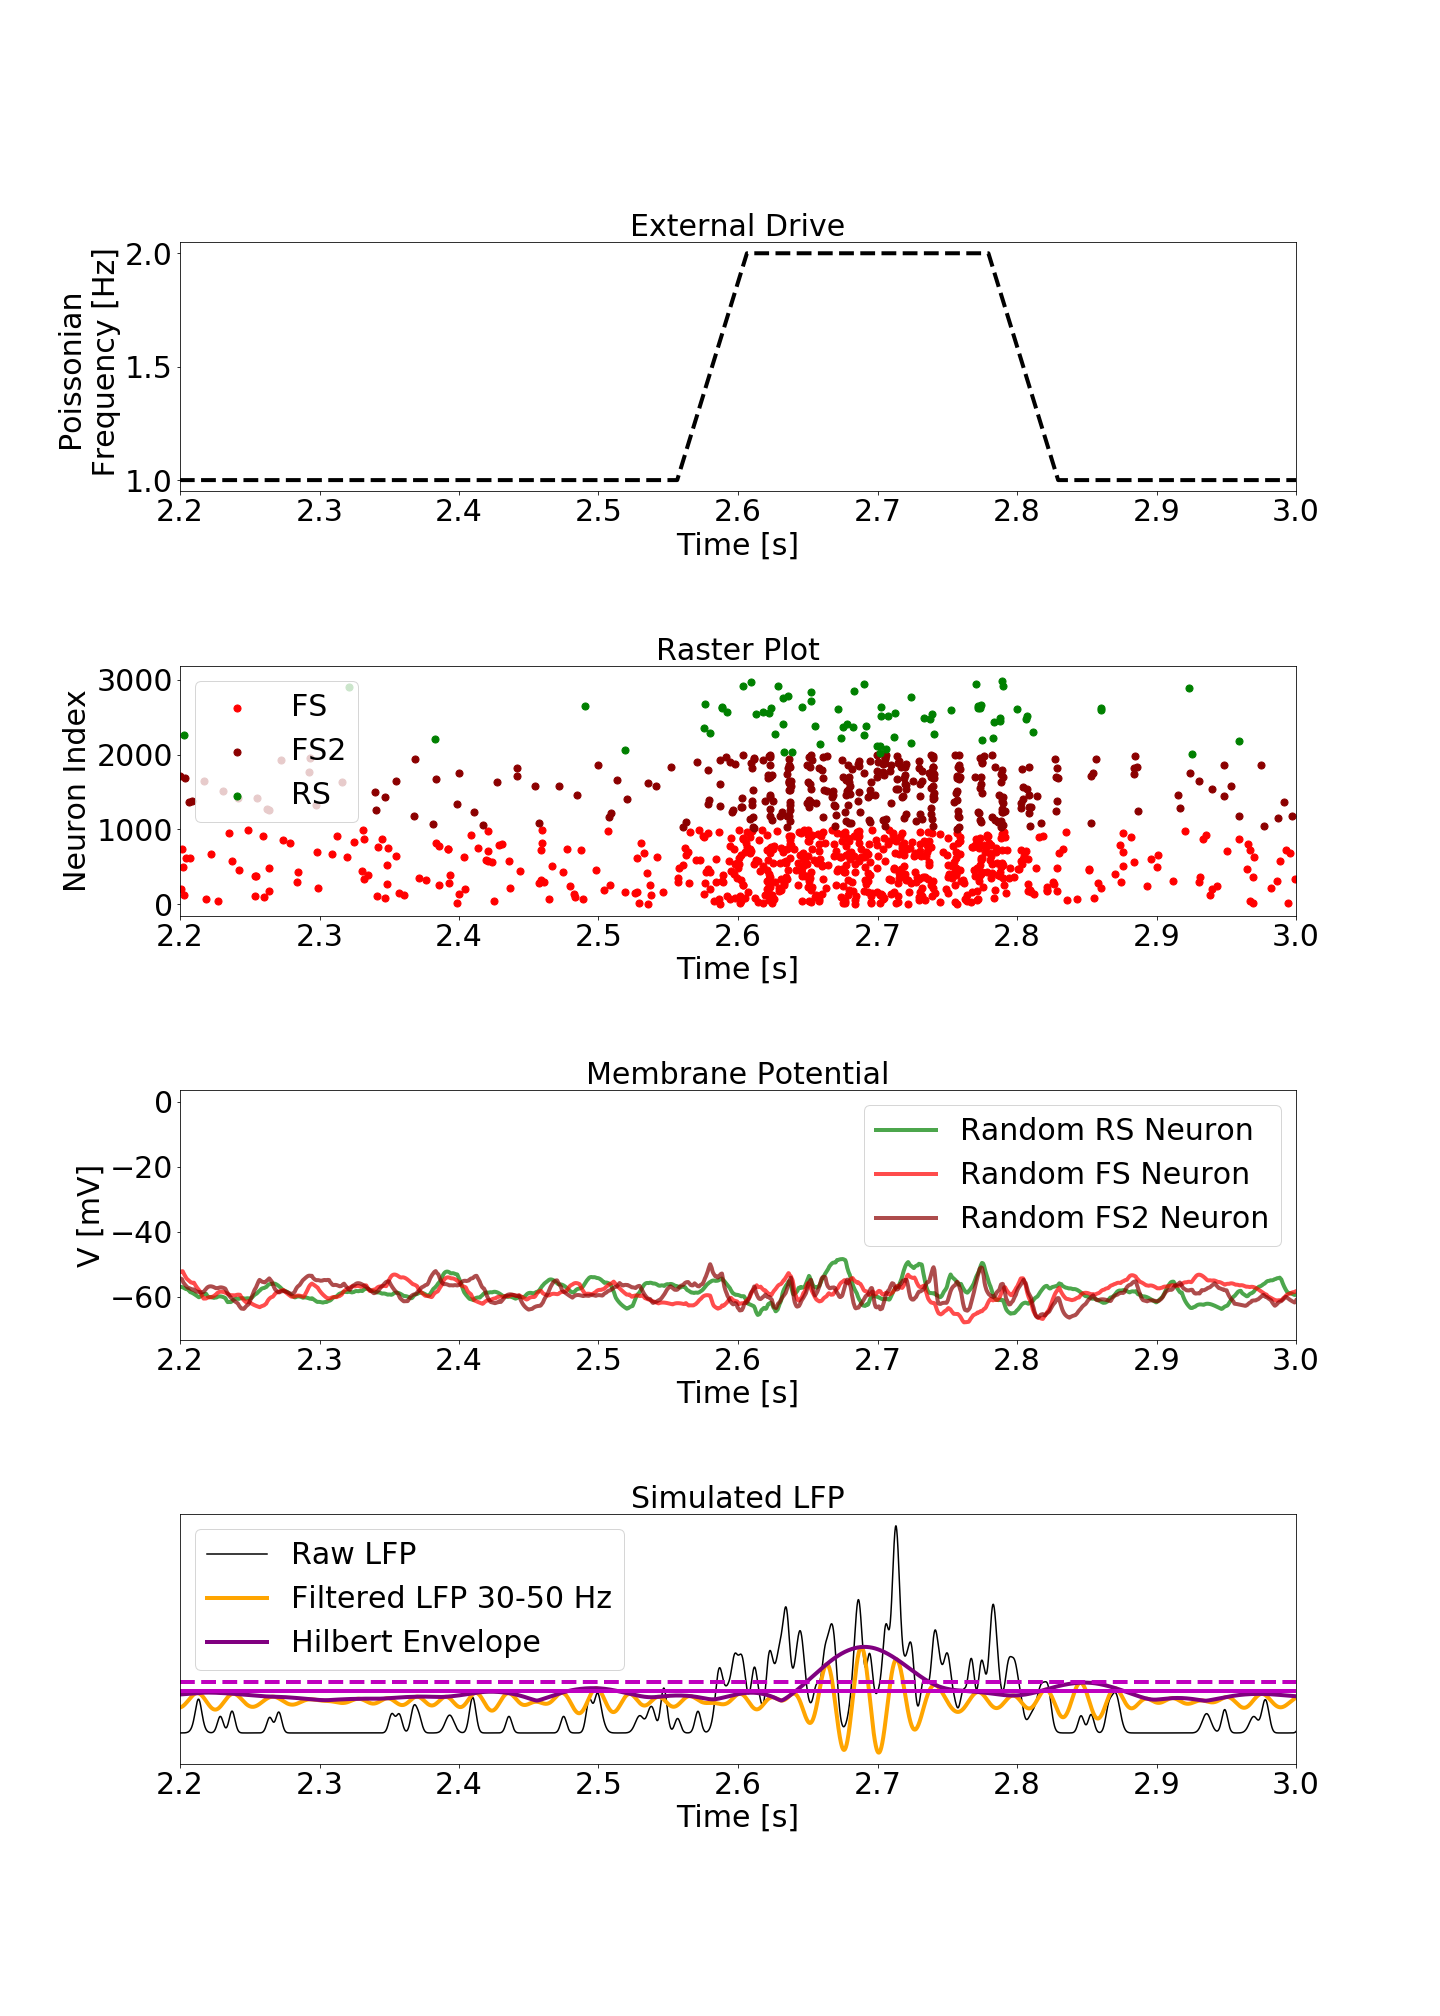 External Drive
Poissonian
Frequency [Hz]
2.0
1.5
1.0
2.2 2.3 2.4 2.5 2.6 2.7 2.8 2.9 3.0
Time [s]
Raster Plot
Neuron Index
3000
2000
1000
0
FS
FS2
RS
2.2 2.3 2.4 2.5 2.6 2.7 2.8 2.9 3.0
Time [s]
Membrane Potential
V [mV]
0
−20
−40
−60
Random RS Neuron
Random FS Neuron
Random FS2 Neuron
2.2 2.3 2.4 2.5 2.6 2.7 2.8 2.9 3.0
Time [s]
Simulated LFP
Raw LFP
Filtered LFP 30-50 Hz
Hilbert Envelope
2.2 2.3 2.4 2.5 2.6 2.7 2.8 2.9 3.0
Time [s]